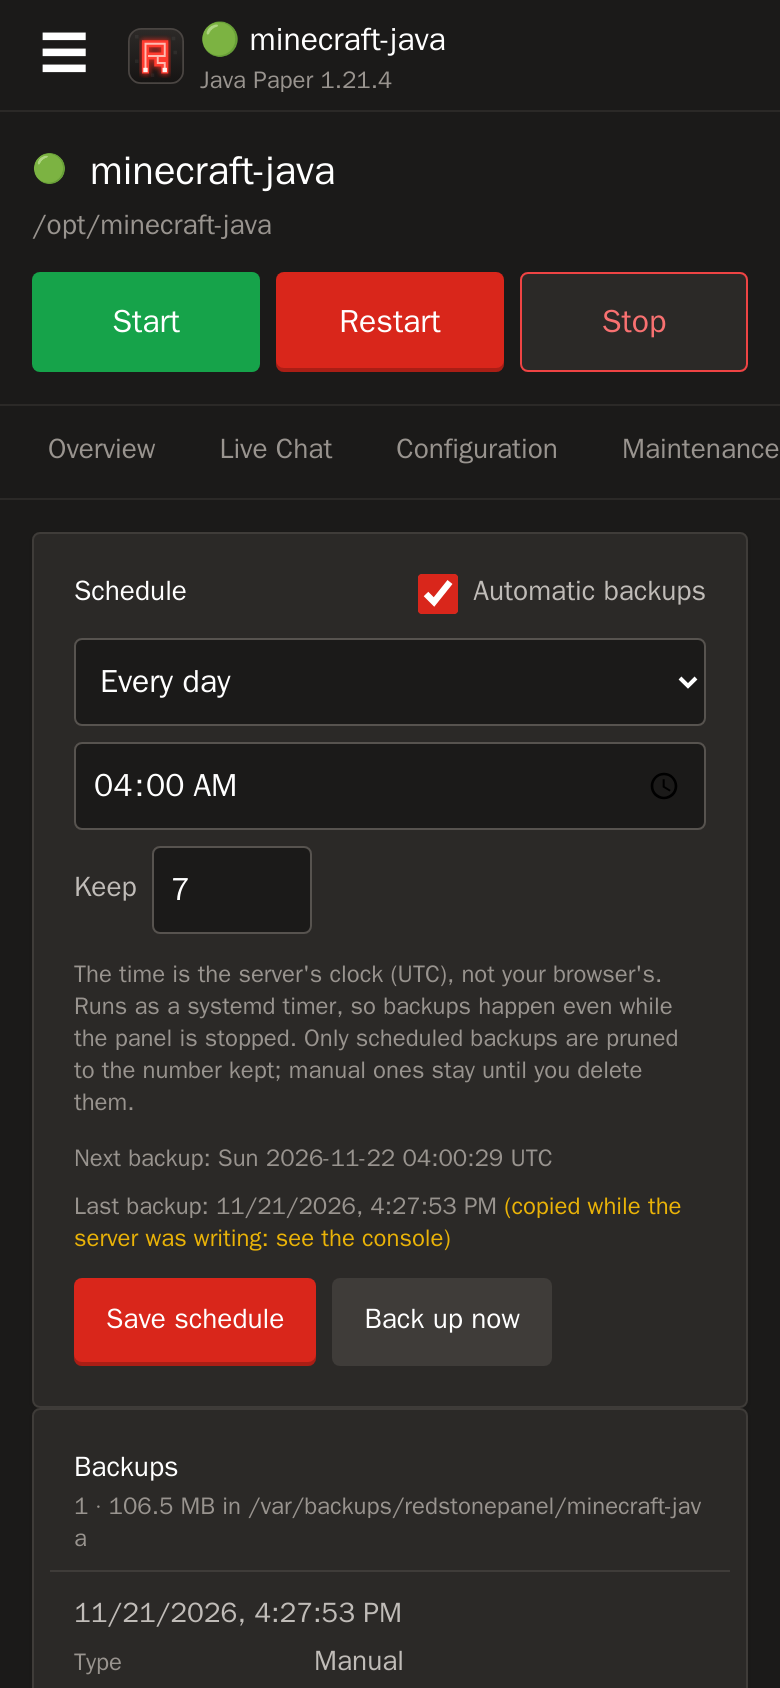 minecraft-java
Java Paper 1.21.4
minecraft-java
/opt/minecraft-java
Start Restart Stop
Overview Live Chat Configuration Maintenance
Schedule Automatic backups
Every day
04:00 AM
Keep 7
The time is the server's clock (UTC), not your browser's.
Runs as a systemd timer, so backups happen even while
the panel is stopped. Only scheduled backups are pruned
to the number kept; manual ones stay until you delete
them.
Next backup: Sun 2026-11-22 04:00:29 UTC
Last backup: 11/21/2026, 4:27:53 PM (copied while the
server was writing: see the console)
Save schedule Back up now
Backups
1 · 106.5 MB in /var/backups/redstonepanel/minecraft-jav
a
11/21/2026, 4:27:53 PM
Type Manual